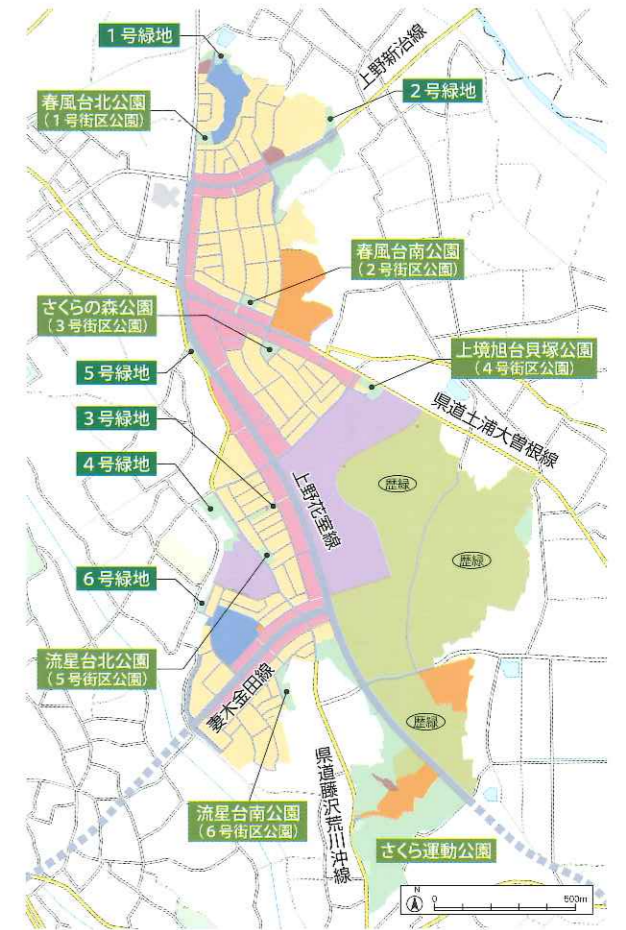 1号緑地
上野新治線
2号緑地
春風台北公園
(1号街区公園)
春風台南公園
(2号街区公園)
さくらの森公園
(3号街区公園)
上境旭台貝塚公園
(4号街区公園)
5号緑地
県道土浦大曽根線
3号緑地
4号緑地
上野花室線
歴緑
歴緑
6号緑地
流星台北公園
(5号街区公園)
妻木金田線
歴緑
県道藤沢荒川沖線
流星台南公園
(6号街区公園)
さくら運動公園
N
0 500m